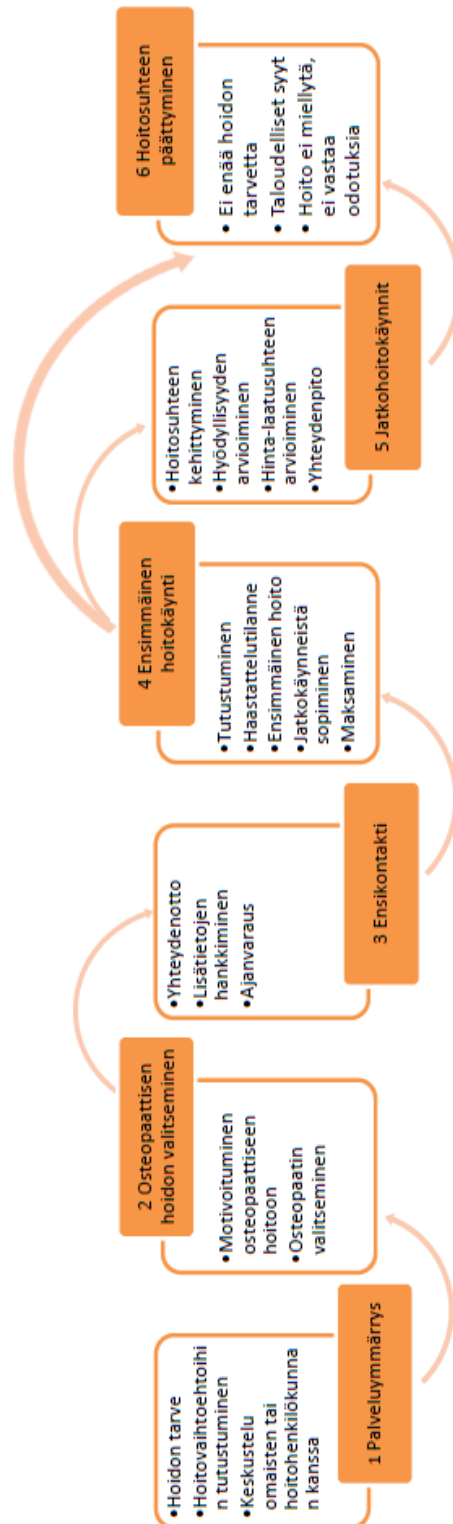 •Hoidon tarve
•Hoitovaihtoehtoihi
n tutustuminen
•Keskustelu
omaisten tai
hoitohenkilökunna
n kanssa
1 Palveluymmärrys
2 Osteopaattisen
hoidon valitseminen
•Motivoituminen
osteopaattiseen
hoitoon
•Osteopaatin
valitseminen
•Yhteydenotto
•Lisätietojen
hankkiminen
•Ajanvaraus
3 Ensikontakti
4 Ensimmäinen
hoitokäynti
•Tutustuminen
•Haastattelutilanne
•Ensimmäinen hoito
•Jatkokäynneistä
sopiminen
•Maksaminen
•Hoitosuhteen
kehittyminen
•Hyödyllisyyden
arvioiminen
•Hinta-laatusuhteen
arvioiminen
•Yhteydenpito
5 Jatkohoitokäynnit
6 Hoitosuhteen
päättyminen
• Ei enää hoidon
tarvetta
• Taloudelliset syyt
• Hoito ei miellytä,
ei vastaa
odotuksia